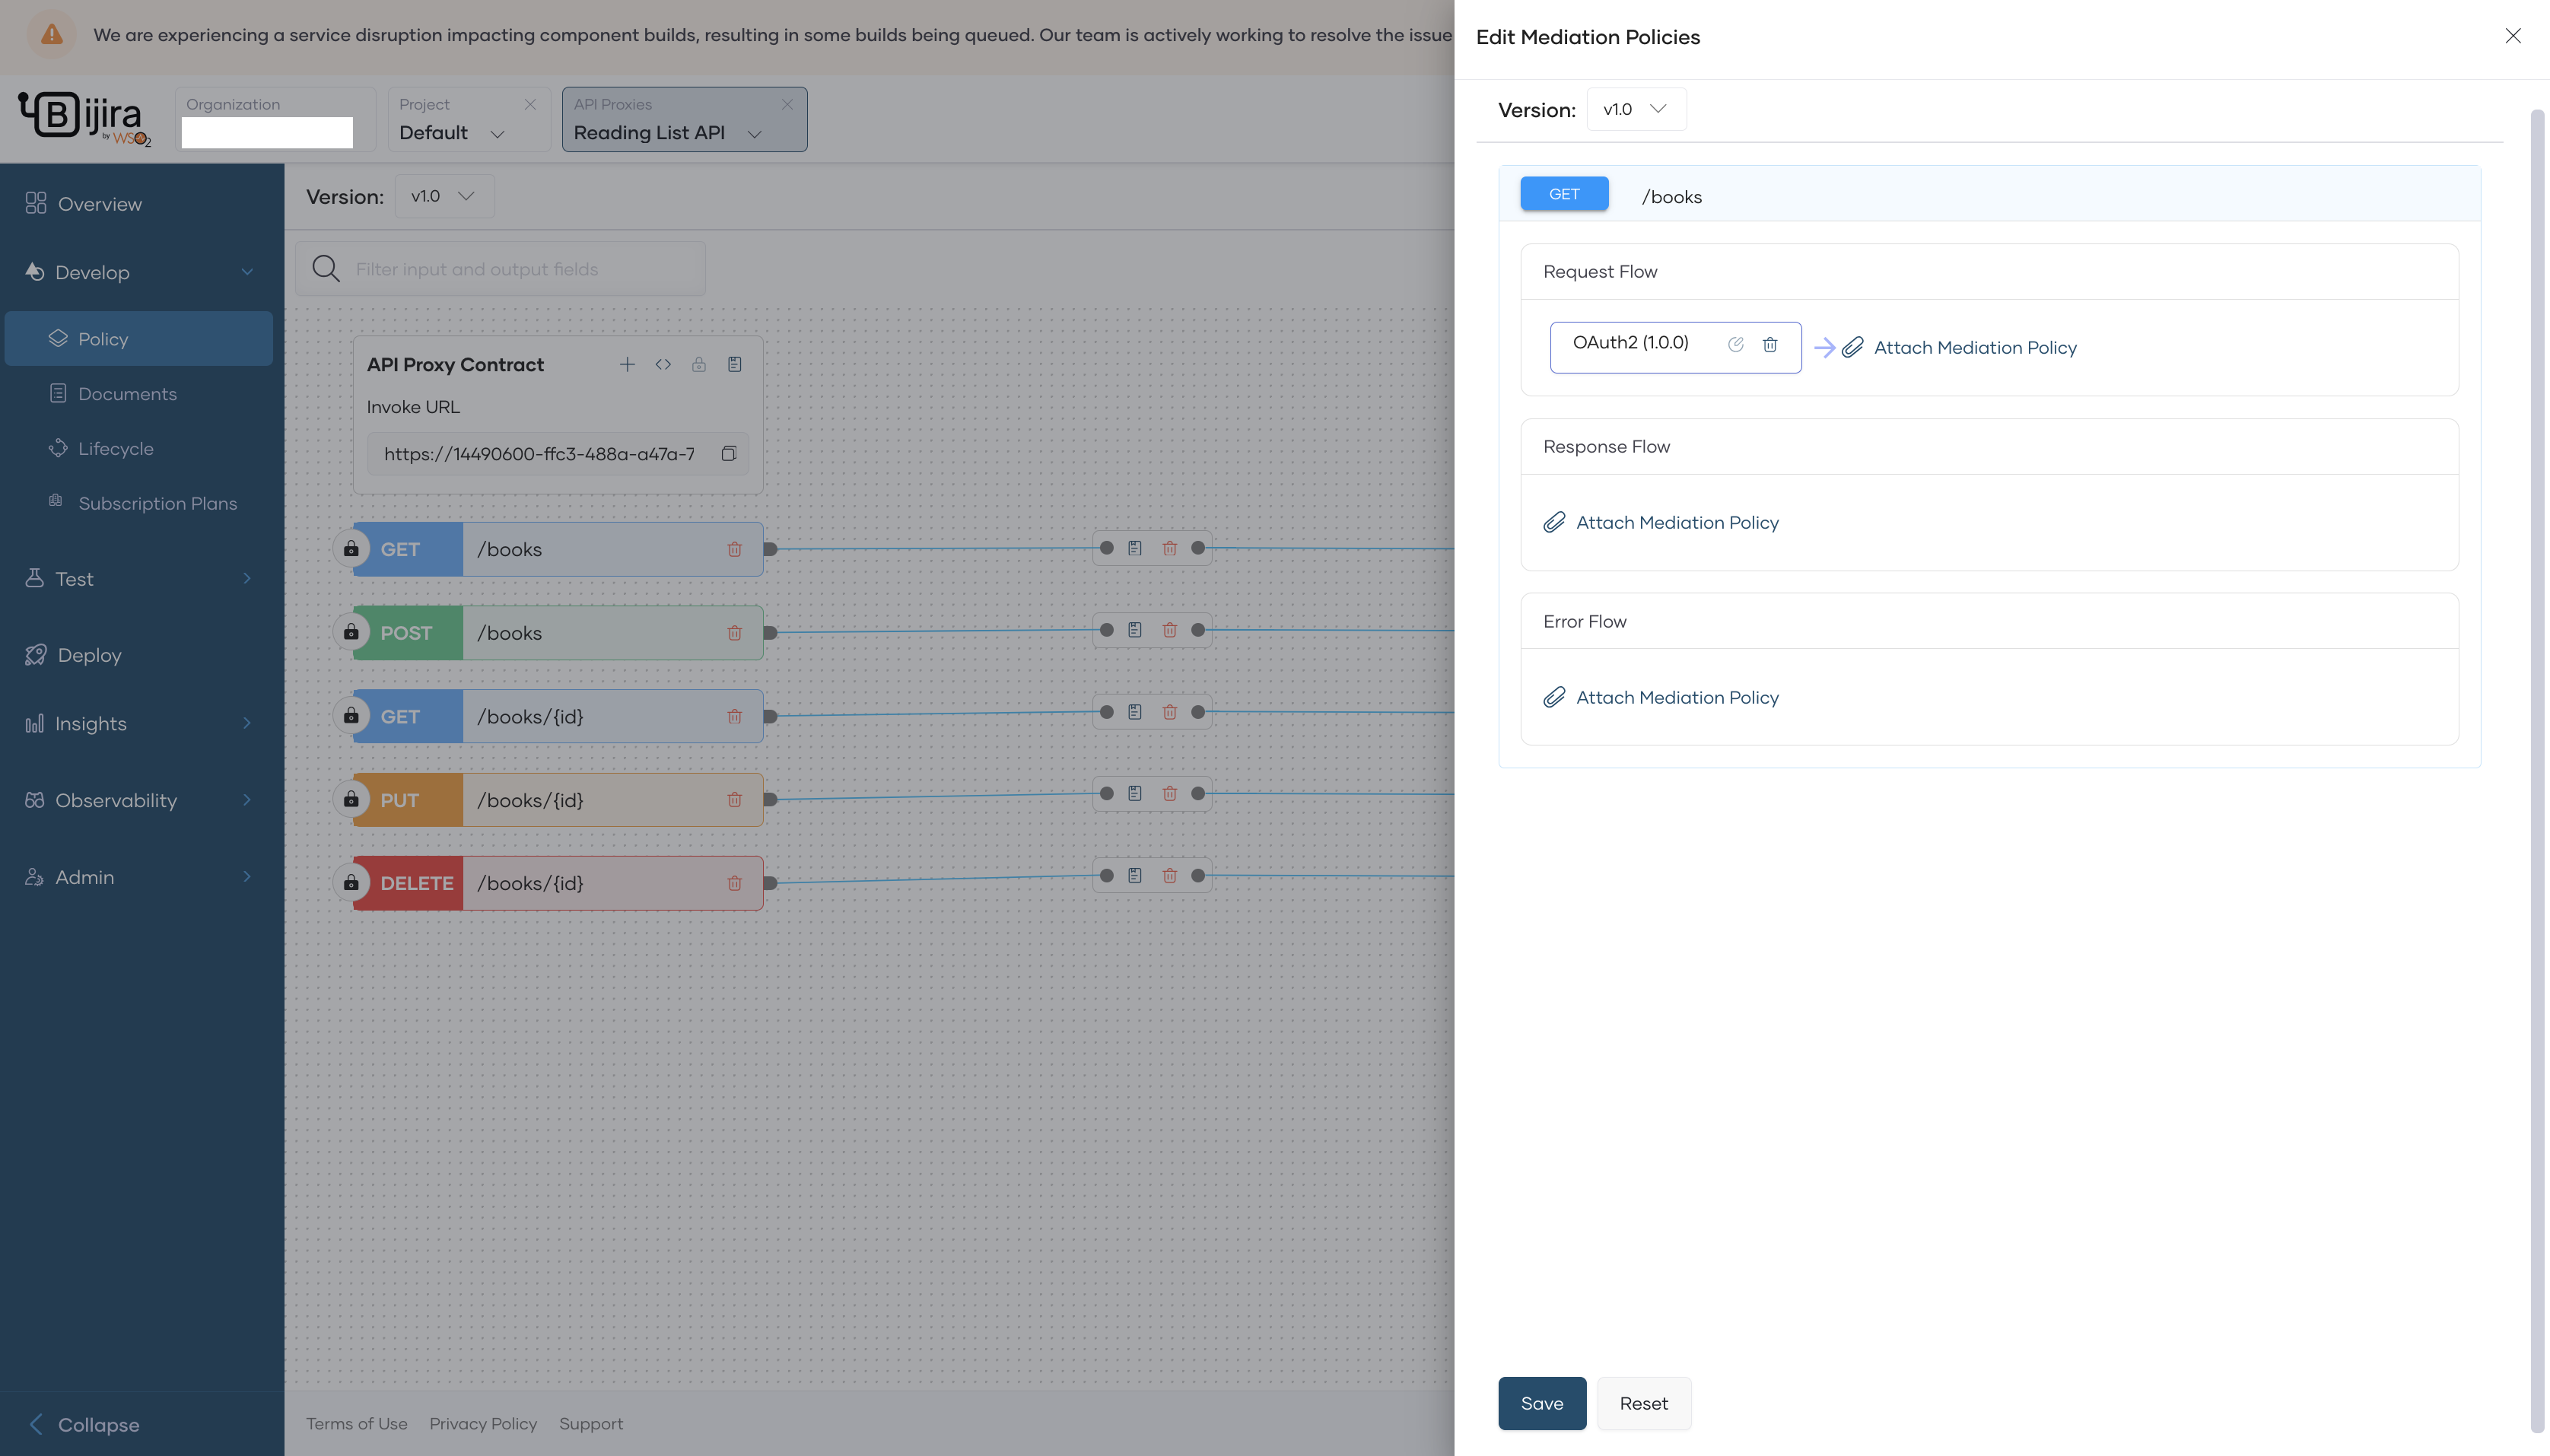 We are experiencing a service disruption impacting component builds, resulting in some builds being queued. Our team is actively working to resolve the issue
Bijira
by WSO2
Organization
Project
Default
API Proxies
Reading List API
Overview
Develop
Policy
Documents
Lifecycle
Subscription Plans
Test
Deploy
Insights
Observability
Admin
Collapse
Version: v1.0
Filter input and output fields
API Proxy Contract
Invoke URL
https://14490600-ffc3-488a-a47a-7
GET /books
POST /books
GET /books/{id}
PUT /books/{id}
DELETE /books/{id}
Terms of Use Privacy Policy Support
Edit Mediation Policies
Version: v1.0
GET /books
Request Flow
OAuth2 (1.0.0) Attach Mediation Policy
Response Flow
Attach Mediation Policy
Error Flow
Attach Mediation Policy
Save Reset